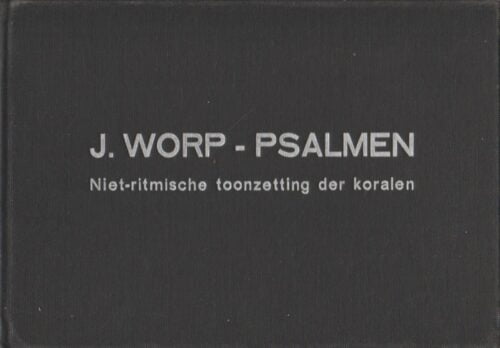 J. WORP - PSALMEN
Niet-ritmische toonzetting der koralen